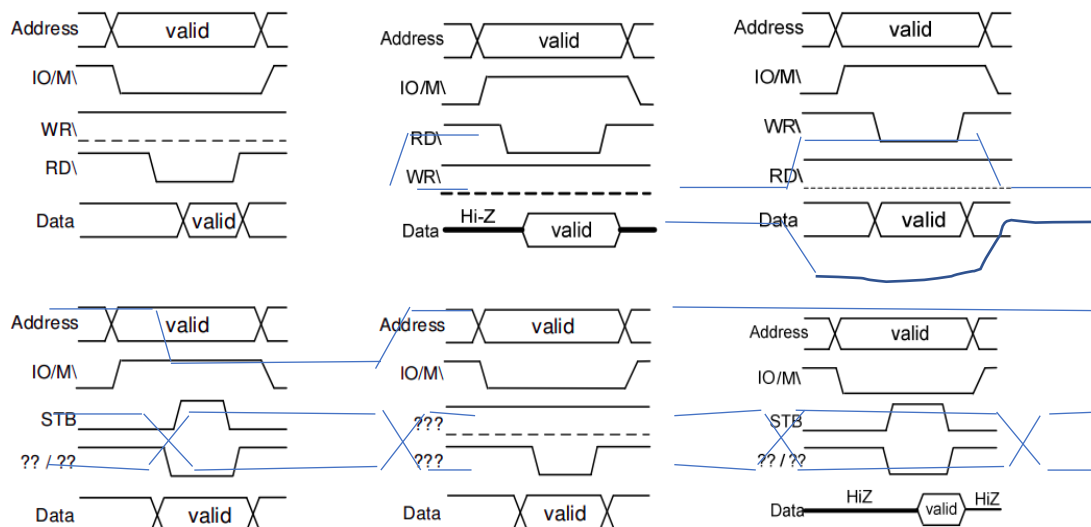 Address valid
IO/M\
WR\
RD\
Data valid
Address valid
IO/M\
RD\
WR\
Data Hi-Z valid
Address valid
IO/M\
WR\
RD\
Data valid
Address valid
IO/M\
STB
?? / ??
Data valid
Address valid
IO/M\
???
???
Data valid
Address valid
IO/M\
STB
?? / ??
Data HiZ valid HiZ